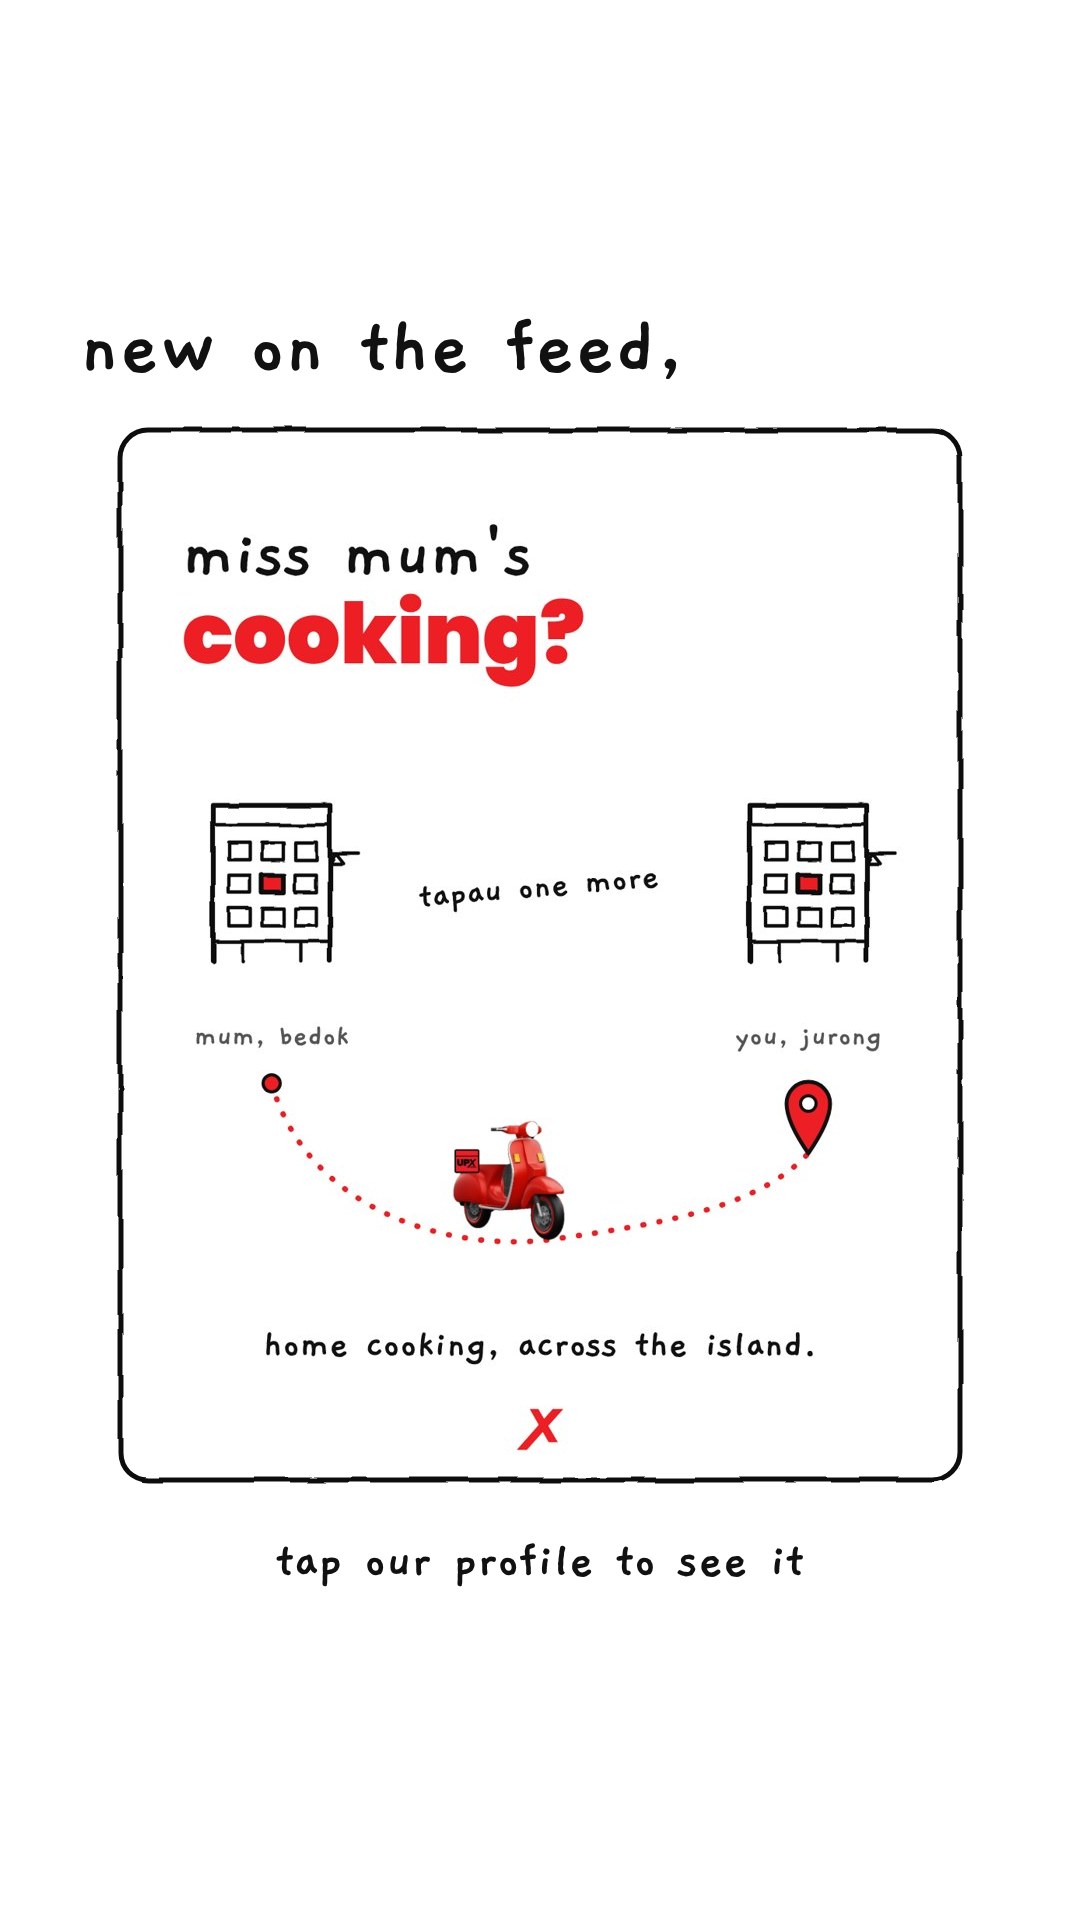 new on the feed,
miss mum's
cooking?
tapau one more
mum, bedok
you, jurong
UPX
home cooking, across the island.
X
tap our profile to see it